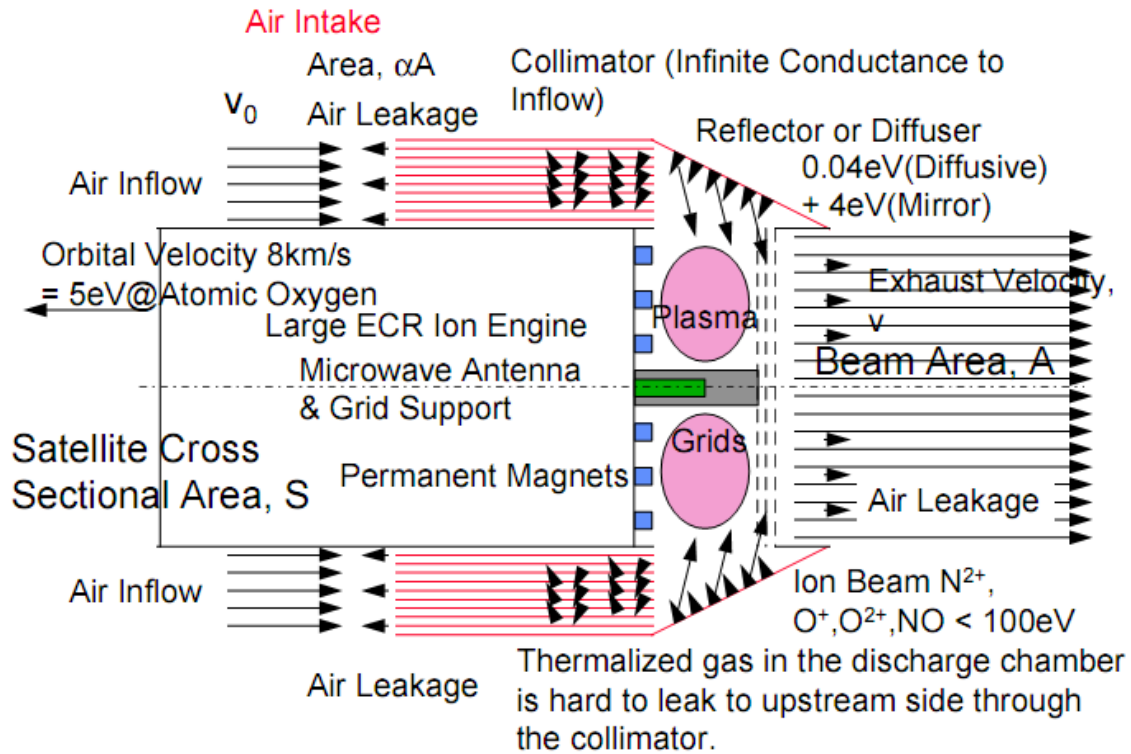 Air Intake
Area, αA
Collimator (Infinite Conductance to
Inflow)
v₀
Air Leakage
Reflector or Diffuser
0.04eV(Diffusive)
+ 4eV(Mirror)
Air Inflow
Orbital Velocity 8km/s
= 5eV@Atomic Oxygen
Large ECR Ion Engine
Microwave Antenna
& Grid Support
Plasma
Exhaust Velocity,
v
Beam Area, A
Satellite Cross
Sectional Area, S
Permanent Magnets
Grids
Air Leakage
Air Inflow
Ion Beam N²⁺,
O⁺,O²⁺,NO < 100eV
Air Leakage
Thermalized gas in the discharge chamber
is hard to leak to upstream side through
the collimator.